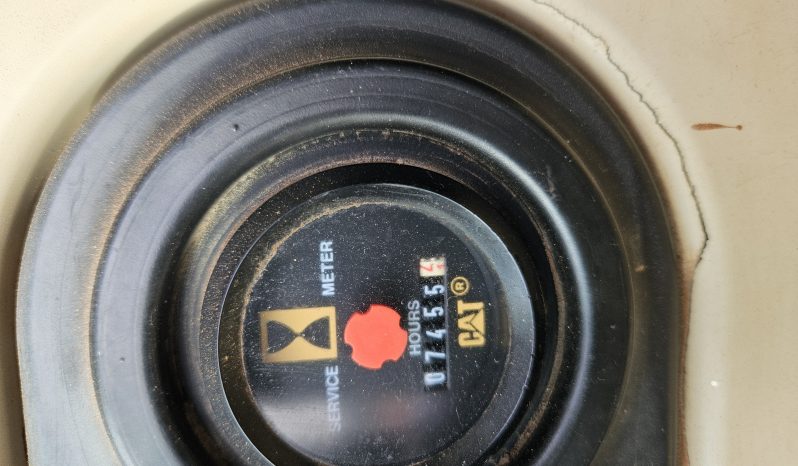 SERVICE METER
HOURS
074554
CAT®